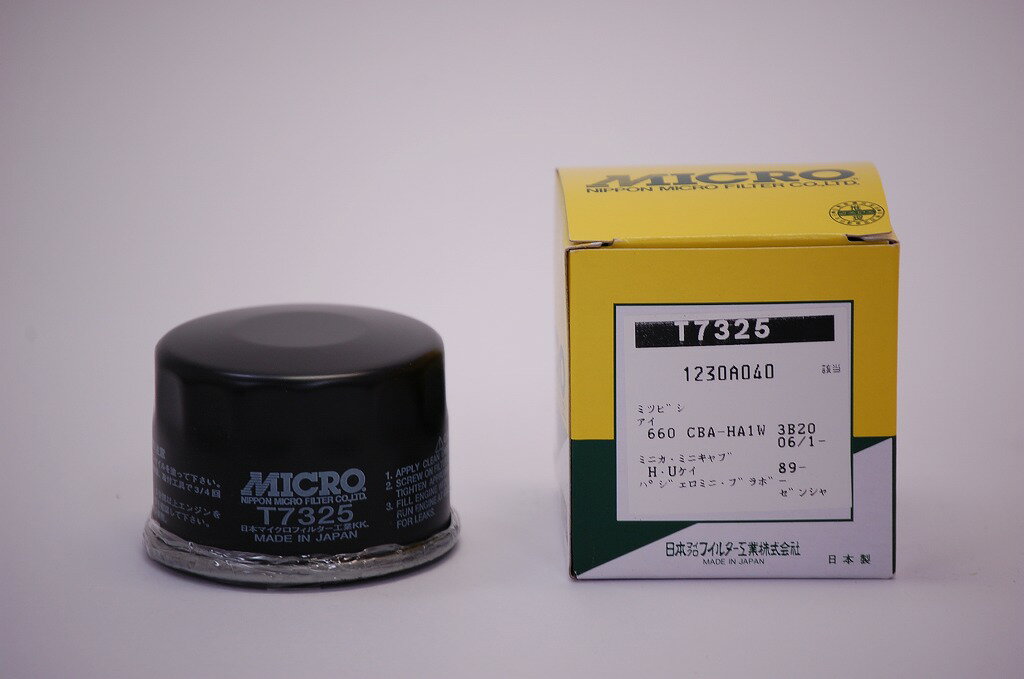 MICRO
NIPPON MICRO FILTER CO.,LTD.
T7325
1230A040 該当
ミツビシ
アイ
660 CBA-HA1W 3B20
06/1-
ミニカ・ミニキャブ
H・Uケイ 89-
パジェロミニ・ブラボー
ゼンシャ
日本マイクロフィルター工業株式会社
MADE IN JAPAN
日本製
MICRO
NIPPON MICRO FILTER CO.,LTD.
T7325
日本マイクロフィルター工業KK.
MADE IN JAPAN
1. APPLY CLEAN
2. SCREW ON
TIGHTEN
3. FILL ENGINE
RUN ENGINE
FOR LEAKS.